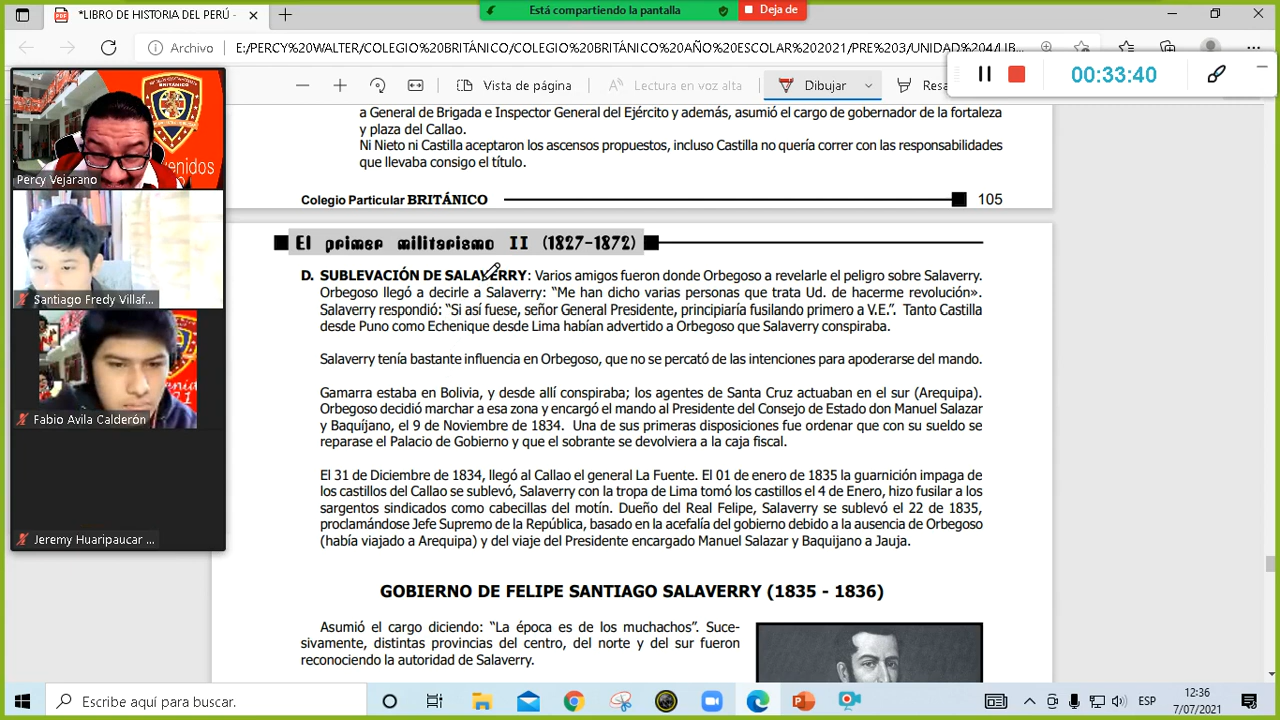 *LIBRO DE HISTORIA DEL PERÚ -
Está compartiendo la pantalla
Deja de
Archivo
E:/PERCY%20WALTER/COLEGIO%20BRITÁNICO/COLEGIO%20BRITÁNICO%20AÑO%20ESCOLAR%202021/PRE%203/UNIDAD%204/LIB...
00:33:40
Vista de página
Lectura en voz alta
Dibujar
Resa
a General de Brigada e Inspector General del Ejército y además, asumió el cargo de gobernador de la fortaleza
y plaza del Callao.
Ni Nieto ni Castilla aceptaron los ascensos propuestos, incluso Castilla no quería correr con las responsabilidades
que llevaba consigo el título.
Colegio Particular BRITÁNICO
105
El primer militarismo II (1827-1872)
D. SUBLEVACIÓN DE SALAVERRY: Varios amigos fueron donde Orbegoso a revelarle el peligro sobre Salaverry.
Orbegoso llegó a decirle a Salaverry: “Me han dicho varias personas que trata Ud. de hacerme revolución».
Salaverry respondió: “Si así fuese, señor General Presidente, principiaría fusilando primero a V.E.”. Tanto Castilla
desde Puno como Echenique desde Lima habían advertido a Orbegoso que Salaverry conspiraba.
Salaverry tenía bastante influencia en Orbegoso, que no se percató de las intenciones para apoderarse del mando.
Gamarra estaba en Bolivia, y desde allí conspiraba; los agentes de Santa Cruz actuaban en el sur (Arequipa).
Orbegoso decidió marchar a esa zona y encargó el mando al Presidente del Consejo de Estado don Manuel Salazar
y Baquíjano, el 9 de Noviembre de 1834. Una de sus primeras disposiciones fue ordenar que con su sueldo se
reparase el Palacio de Gobierno y que el sobrante se devolviera a la caja fiscal.
El 31 de Diciembre de 1834, llegó al Callao el general La Fuente. El 01 de enero de 1835 la guarnición impaga de
los castillos del Callao se sublevó, Salaverry con la tropa de Lima tomó los castillos el 4 de Enero, hizo fusilar a los
sargentos sindicados como cabecillas del motín. Dueño del Real Felipe, Salaverry se sublevó el 22 de 1835,
proclamándose Jefe Supremo de la República, basado en la acefalía del gobierno debido a la ausencia de Orbegoso
(había viajado a Arequipa) y del viaje del Presidente encargado Manuel Salazar y Baquijano a Jauja.
GOBIERNO DE FELIPE SANTIAGO SALAVERRY (1835 - 1836)
Asumió el cargo diciendo: “La época es de los muchachos”. Suce-
sivamente, distintas provincias del centro, del norte y del sur fueron
reconociendo la autoridad de Salaverry.
BRITÁNICO
Percy Vejarano
Santiago Fredy Villaf...
Fabio Avila Calderón
Jeremy Huaripaucar ...
Escribe aquí para buscar.
ESP
12:36
7/07/2021